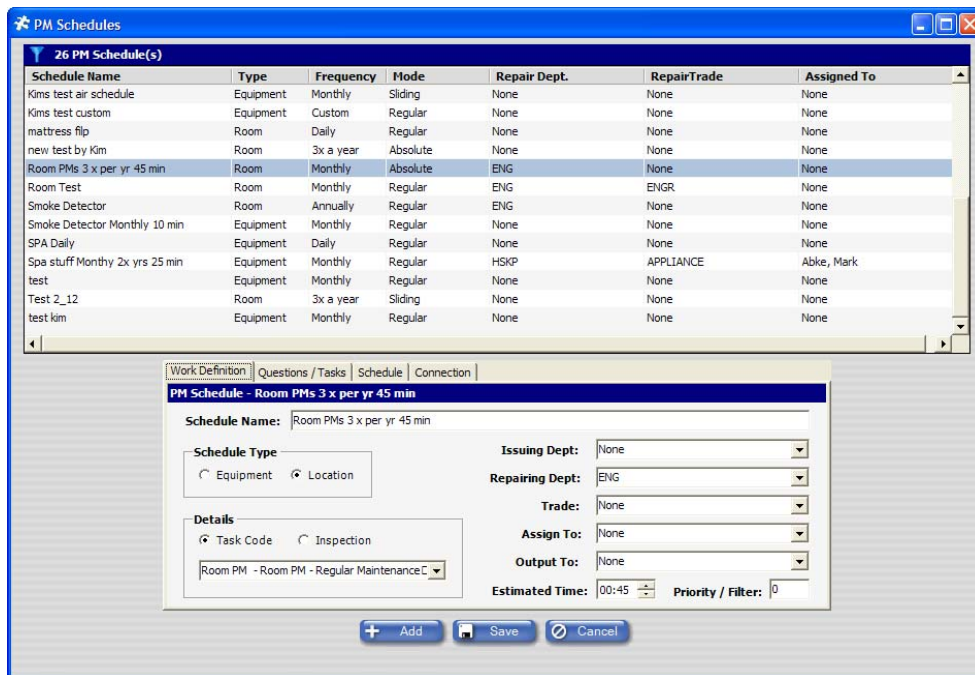 PM Schedules
26 PM Schedule(s)
Schedule Name Type Frequency Mode Repair Dept. RepairTrade Assigned To
Kims test air schedule Equipment Monthly Sliding None None None
Kims test custom Equipment Custom Regular None None None
mattress filp Room Daily Regular None None None
new test by Kim Room 3x a year Absolute None None None
Room PMs 3 x per yr 45 min Room Monthly Absolute ENG None None
Room Test Room Monthly Regular ENG ENGR None
Smoke Detector Room Annually Regular ENG None None
Smoke Detector Monthly 10 min Equipment Monthly Regular None None None
SPA Daily Equipment Daily Regular None None None
Spa stuff Monthy 2x yrs 25 min Equipment Monthly Regular HSKP APPLIANCE Abke, Mark
test Equipment Monthly Regular None None None
Test 2_12 Room 3x a year Sliding None None None
test kim Equipment Monthly Regular None None None
Work Definition Questions / Tasks Schedule Connection
PM Schedule - Room PMs 3 x per yr 45 min
Schedule Name: Room PMs 3 x per yr 45 min
Schedule Type Issuing Dept: None
Equipment Location Repairing Dept: ENG
Trade: None
Details Assign To: None
Task Code Inspection Output To: None
Room PM - Room PM - Regular Maintenance D
Estimated Time: 00:45 Priority / Filter: 0
Add Save Cancel